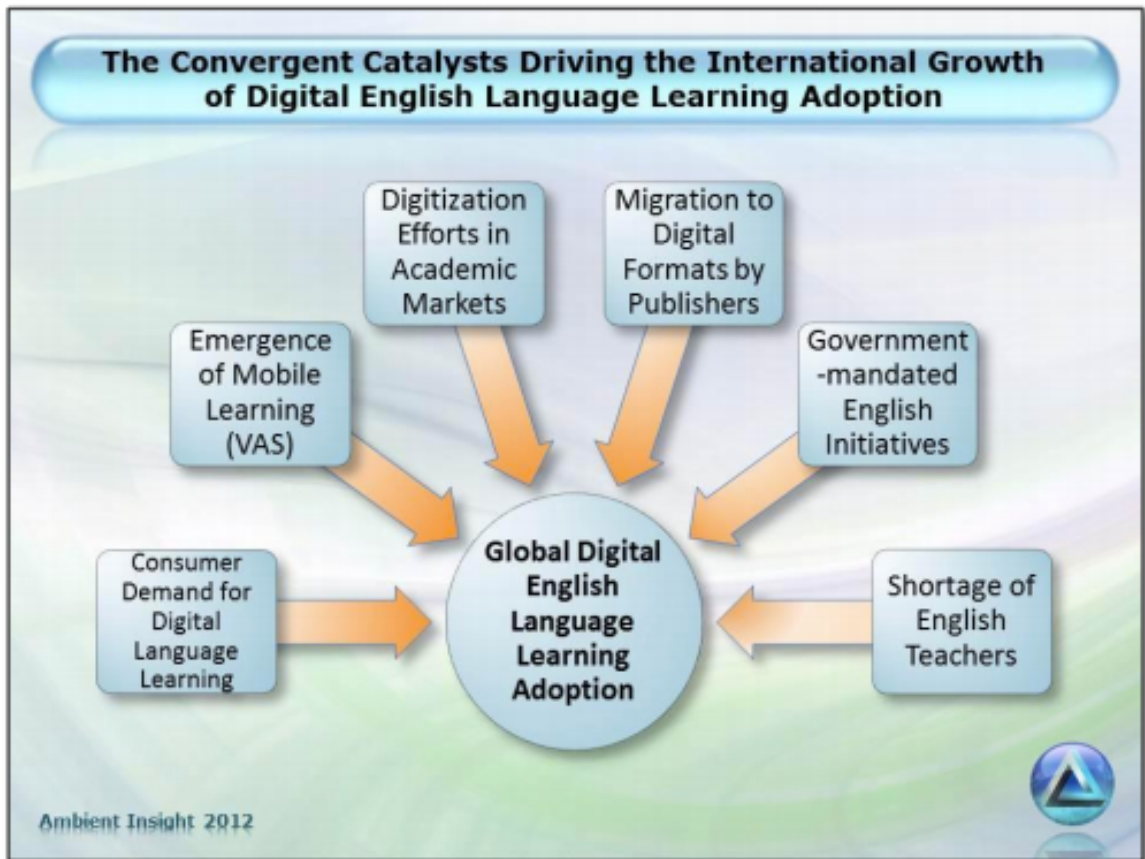 The Convergent Catalysts Driving the International Growth
of Digital English Language Learning Adoption
Digitization
Efforts in
Academic
Markets
Migration to
Digital
Formats by
Publishers
Emergence
of Mobile
Learning
(VAS)
Government
-mandated
English
Initiatives
Consumer
Demand for
Digital
Language
Learning
Global Digital
English
Language
Learning
Adoption
Shortage of
English
Teachers
Ambient Insight 2012